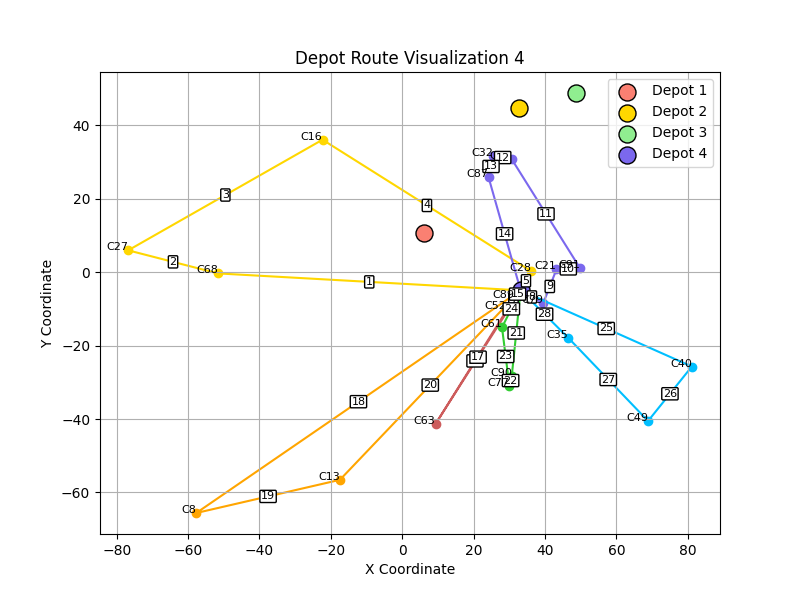 Depot Route Visualization 4
Depot 1
Depot 2
Depot 3
Depot 4
Y Coordinate
X Coordinate
40
20
0
−20
−40
−60
−80
−60
−40
−20
0
20
40
60
80
C16
C32
12
13
C87
3
4
11
14
C27
2
C68
1
C28
C21
C91
10
5
9
15
C52
24
28
C61
21
25
C35
23
17
C90
22
20
27
C40
26
18
C63
C49
C13
19
C8